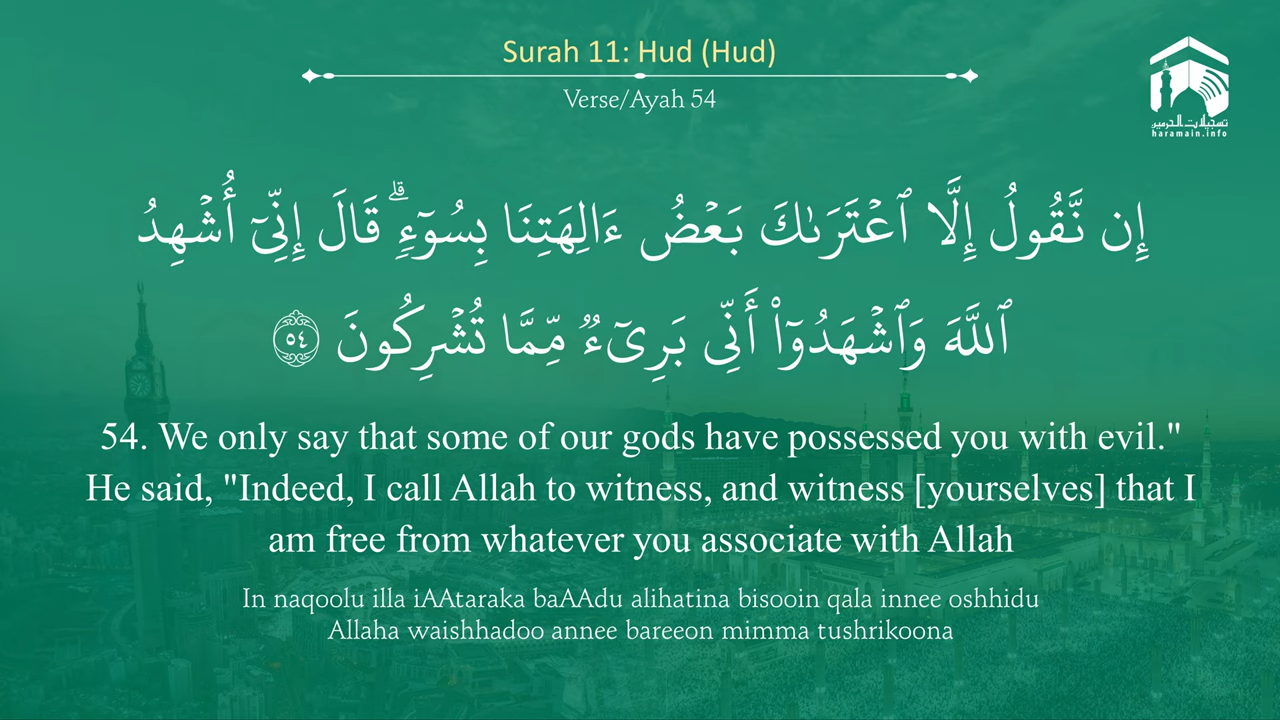 Surah 11: Hud (Hud)
Verse/Ayah 54
تسجيلات الحرمين
haramain.info
إِن نَّقُولُ إِلَّا ٱعْتَرَىٰكَ بَعْضُ ءَالِهَتِنَا بِسُوٓءٍۢ ۗ قَالَ إِنِّىٓ أُشْهِدُ
ٱللَّهَ وَٱشْهَدُوٓا۟ أَنِّى بَرِىٓءٌۭ مِّمَّا تُشْرِكُونَ ٥٤
54. We only say that some of our gods have possessed you with evil."
He said, "Indeed, I call Allah to witness, and witness [yourselves] that I
am free from whatever you associate with Allah
In naqoolu illa iAAtaraka baAAdu alihatina bisooin qala innee oshhidu
Allaha waishhadoo annee bareeon mimma tushrikoona